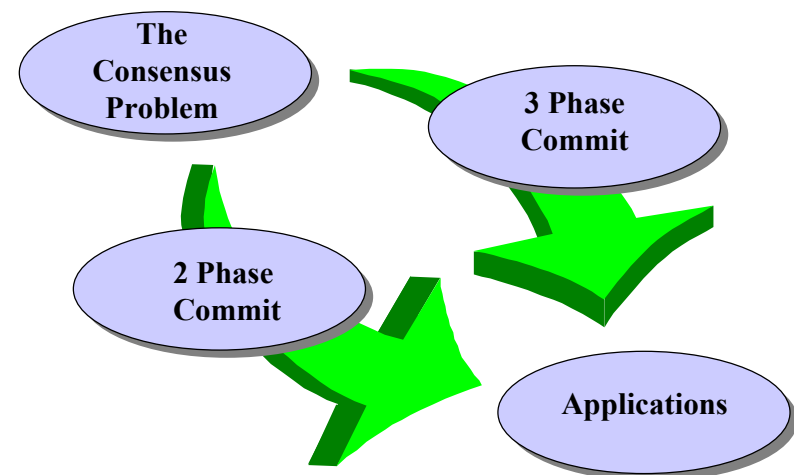 The
Consensus
Problem
3 Phase
Commit
2 Phase
Commit
Applications